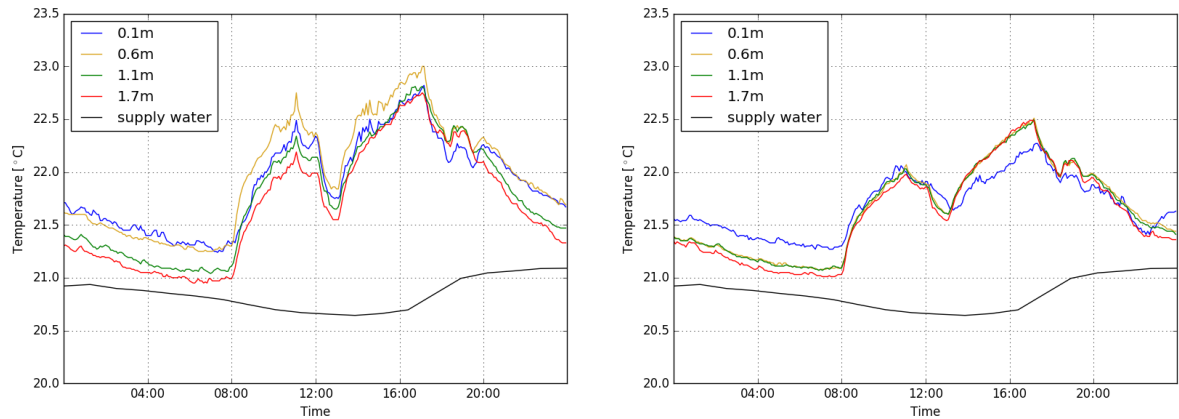 23.5
23.0
22.5
22.0
21.5
21.0
20.5
20.0
Temperature [ ° C]
0.1m
0.6m
1.1m
1.7m
supply water
04:00 08:00 12:00 16:00 20:00
Time
23.5
23.0
22.5
22.0
21.5
21.0
20.5
20.0
Temperature [ ° C]
0.1m
0.6m
1.1m
1.7m
supply water
04:00 08:00 12:00 16:00 20:00
Time